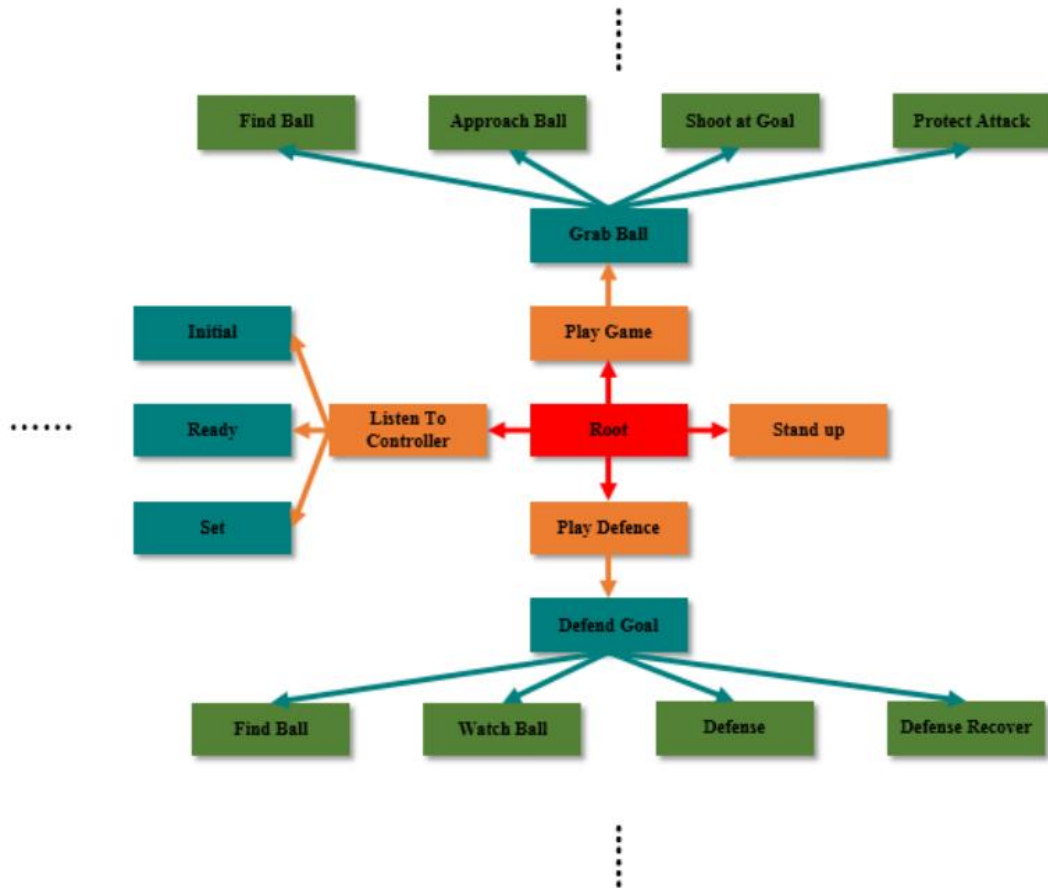 Find Ball
Approach Ball
Shoot at Goal
Protect Attack
Grab Ball
Initial
Play Game
Ready
Listen To
Controller
Root
Stand up
Set
Play Defence
Defend Goal
Find Ball
Watch Ball
Defense
Defense Recover